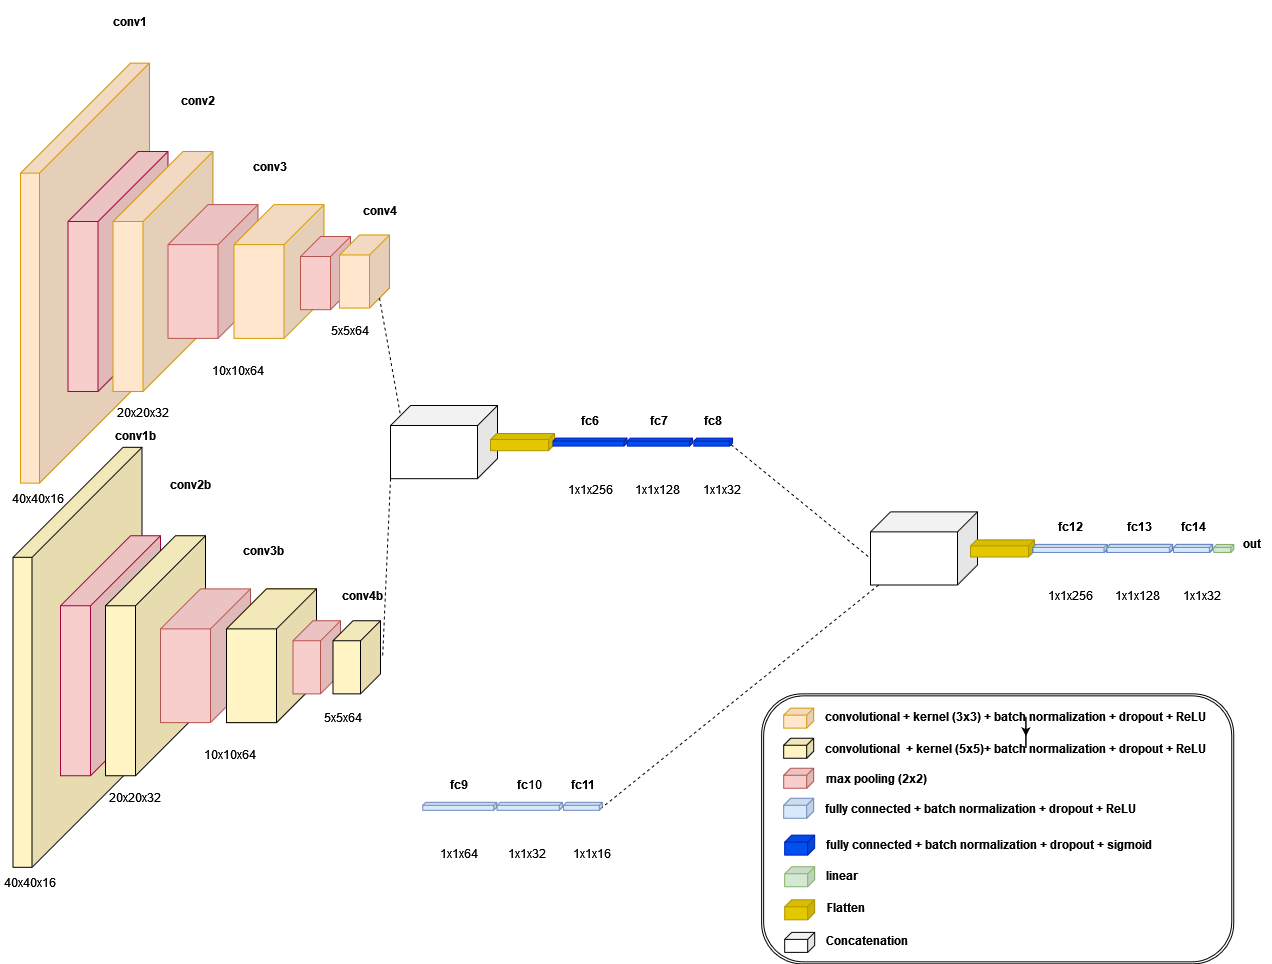 conv1
conv2
conv3
conv4
5x5x64
10x10x64
20x20x32
40x40x16
conv1b
conv2b
conv3b
conv4b
5x5x64
10x10x64
20x20x32
40x40x16
fc6 fc7 fc8
1x1x256 1x1x128 1x1x32
fc9 fc10 fc11
1x1x64 1x1x32 1x1x16
fc12 fc13 fc14
out
1x1x256 1x1x128 1x1x32
convolutional + kernel (3x3) + batch normalization + dropout + ReLU
convolutional + kernel (5x5)+ batch normalization + dropout + ReLU
max pooling (2x2)
fully connected + batch normalization + dropout + ReLU
fully connected + batch normalization + dropout + sigmoid
linear
Flatten
Concatenation